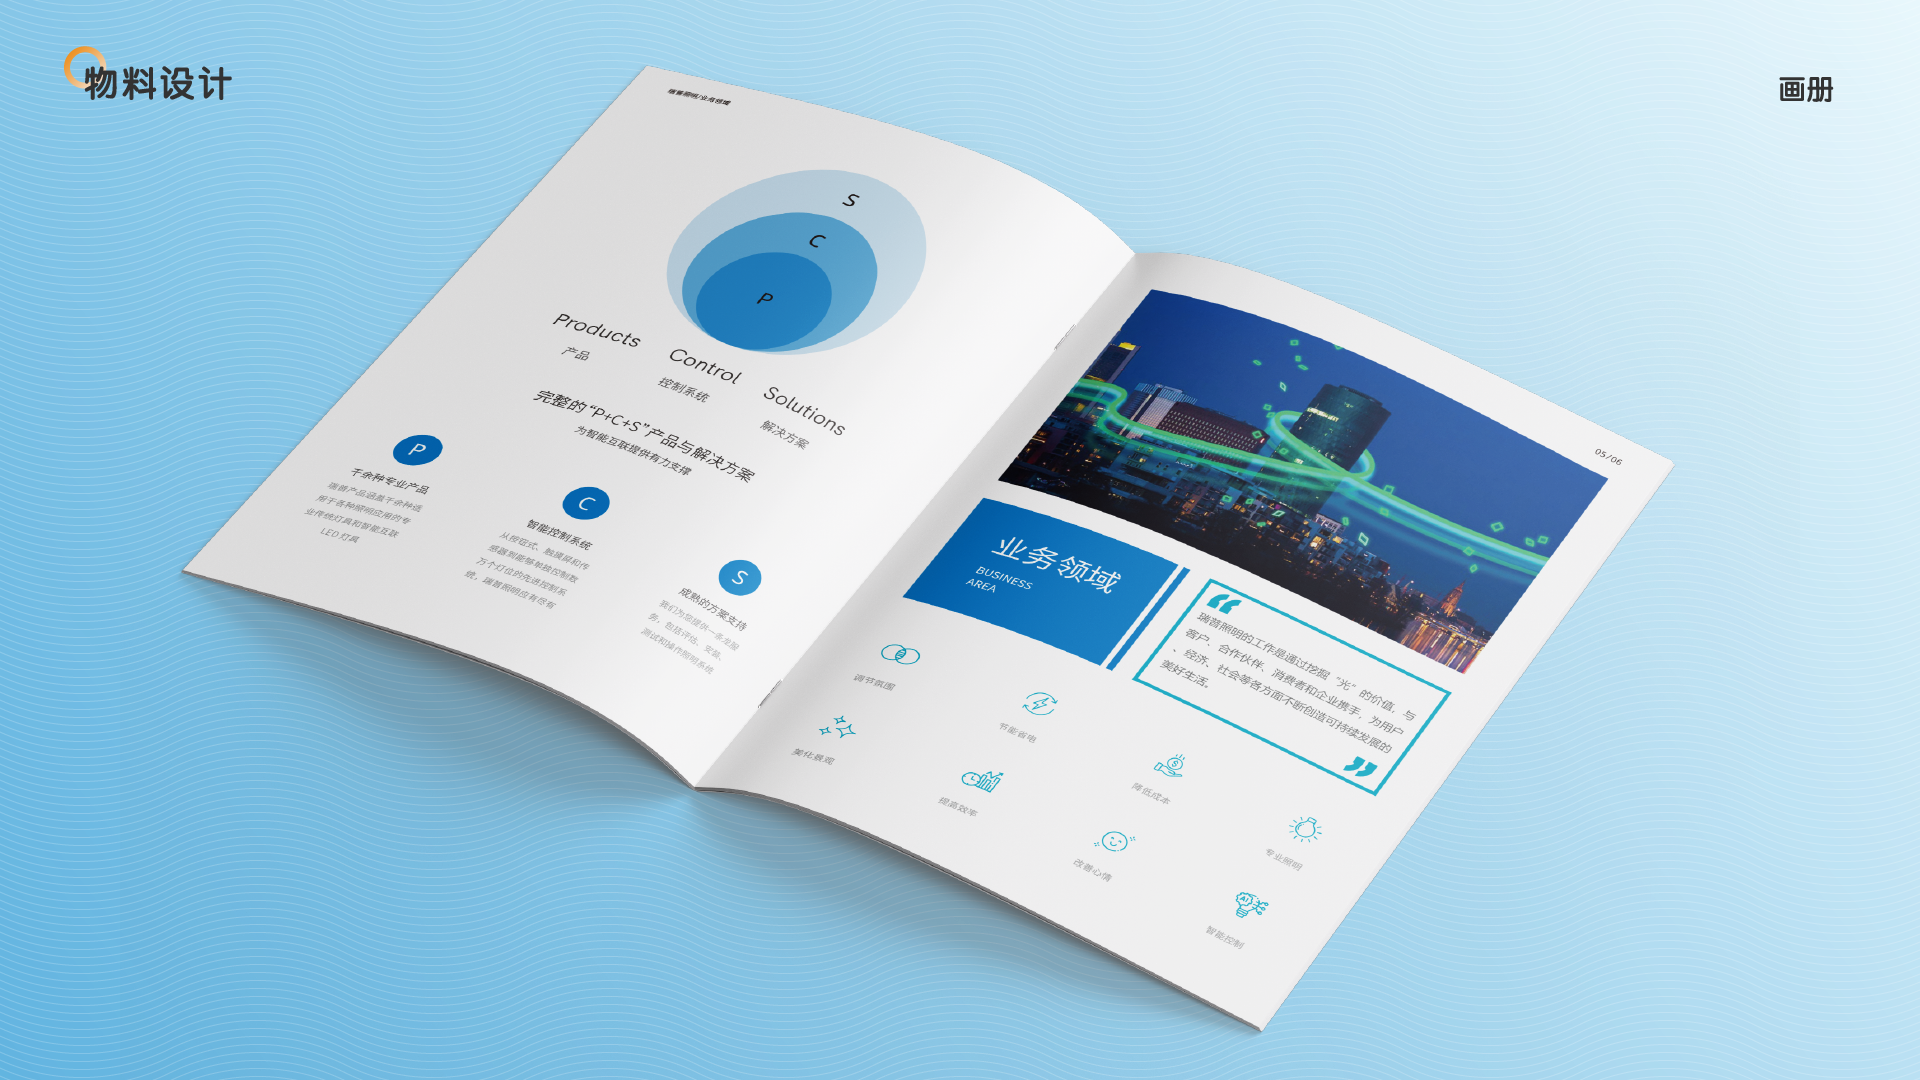 物料设计
画册
瑞普照明/业务领域
S
C
P
Products
产品
Control
控制系统
Solutions
解决方案
完整的“P+C+S”产品与解决方案
为智能互联提供有力支撑
P
千余种专业产品
瑞普产品涵盖千余种适
用于各种照明应用的专
业传统灯具和智能互联
LED 灯具
C
智能控制系统
从按钮式、触摸屏和传
感器到能够单独控制数
万个灯位的先进控制系
统，瑞普照明应有尽有
S
成熟的方案支持
我们为您提供一条龙服
务，包括评估、安装、
测试和操作照明系统
05/06
业务领域
BUSINESS
AREA
“
瑞普照明的工作是通过挖掘“光”的价值，与
客户、合作伙伴、消费者和企业携手，为用户
、经济、社会等各方面不断创造可持续发展的
美好生活。
”
调节氛围
节能省电
降低成本
专业照明
美化景观
提高效率
改善心情
AI
智能控制